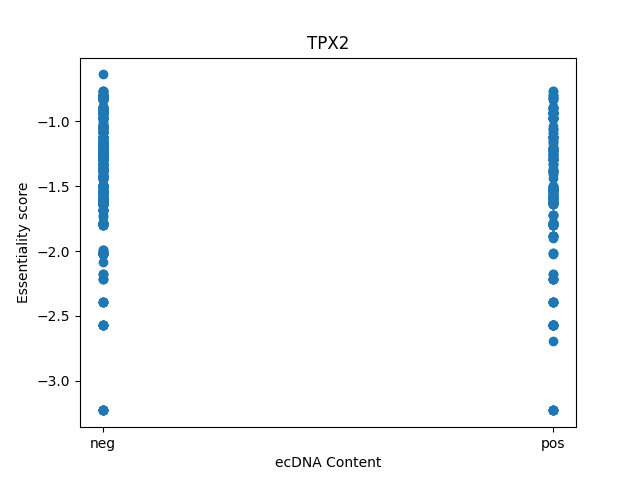 TPX2
Essentiality score
−1.0
−1.5
−2.0
−2.5
−3.0
neg
pos
ecDNA Content